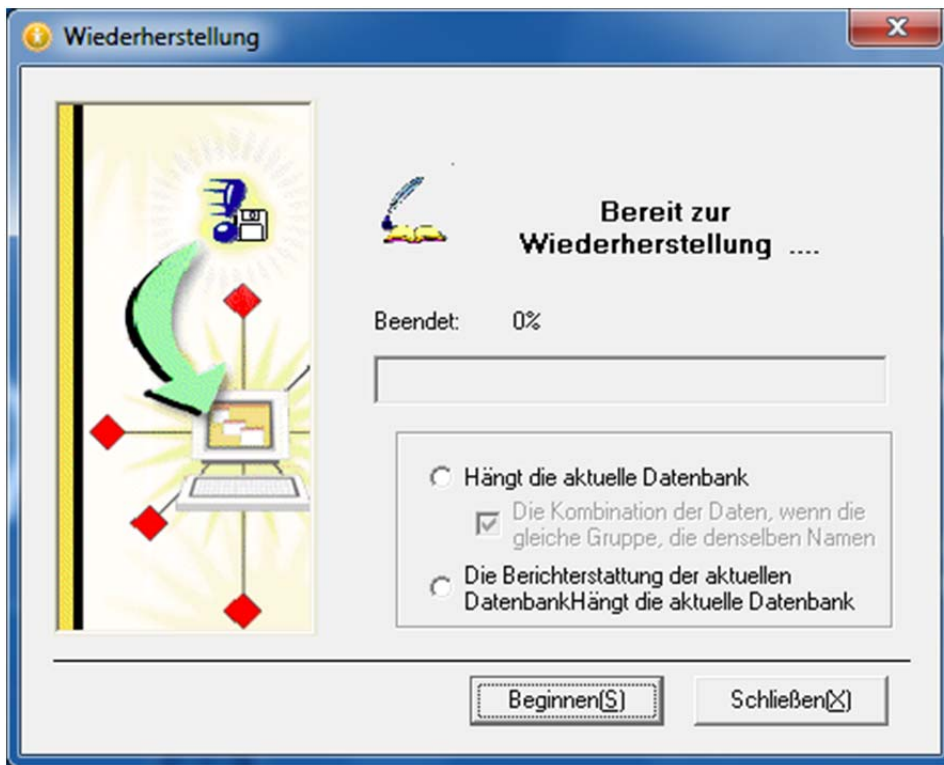 Wiederherstellung
Bereit zur
Wiederherstellung ....
Beendet: 0%
Hängt die aktuelle Datenbank
Die Kombination der Daten, wenn die
gleiche Gruppe, die denselben Namen
Die Berichterstattung der aktuellen
DatenbankHängt die aktuelle Datenbank
Beginnen(S) Schließen(X)